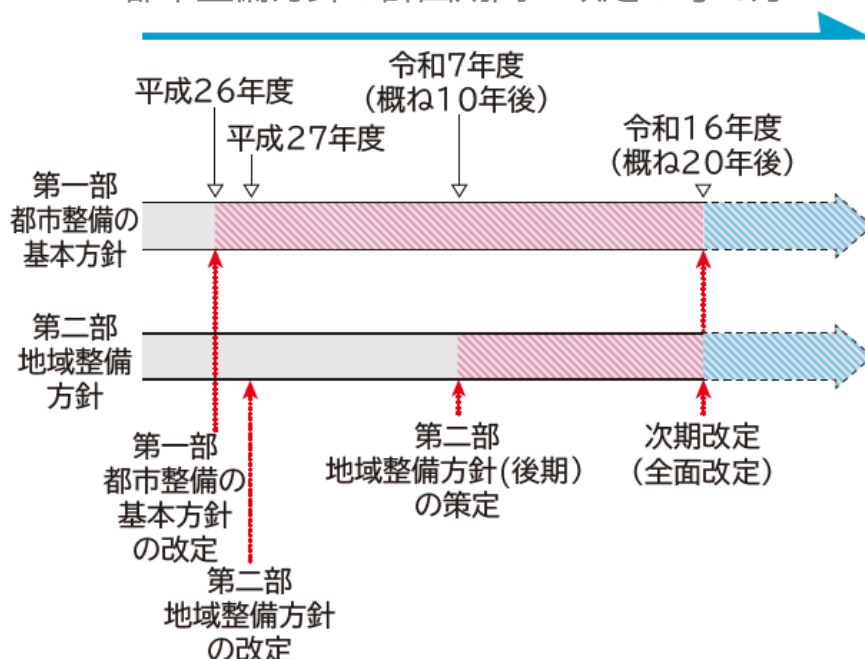 平成26年度
平成27年度
令和7年度
(概ね10年後)
令和16年度
(概ね20年後)
第一部
都市整備の
基本方針
第二部
地域整備
方針
第一部
都市整備の
基本方針
の改定
第二部
地域整備方針
の改定
第二部
地域整備方針(後期)
の策定
次期改定
(全面改定)